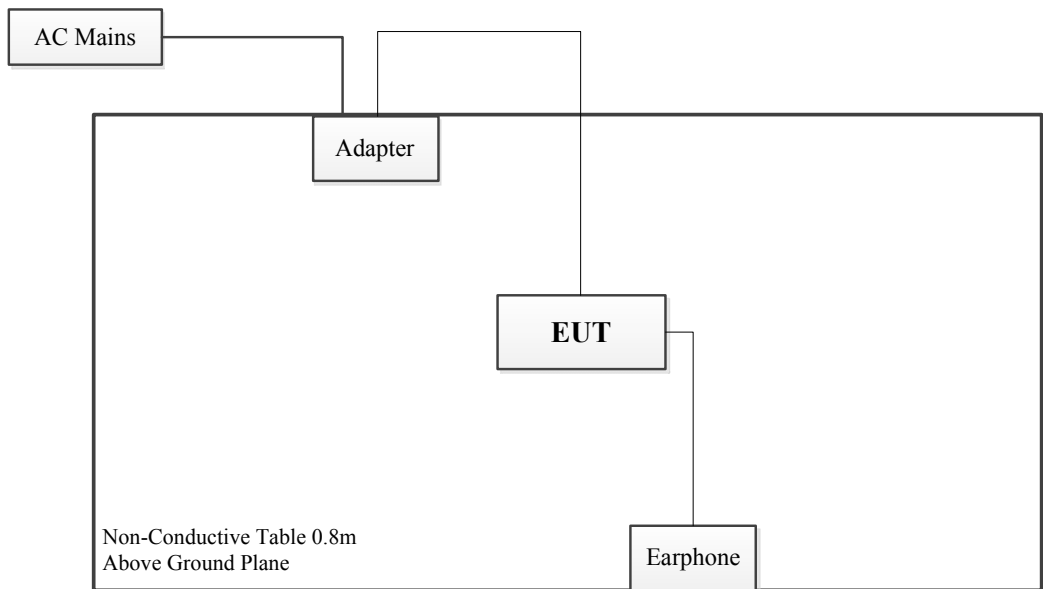 AC Mains
Adapter
EUT
Non-Conductive Table 0.8m
Above Ground Plane
Earphone